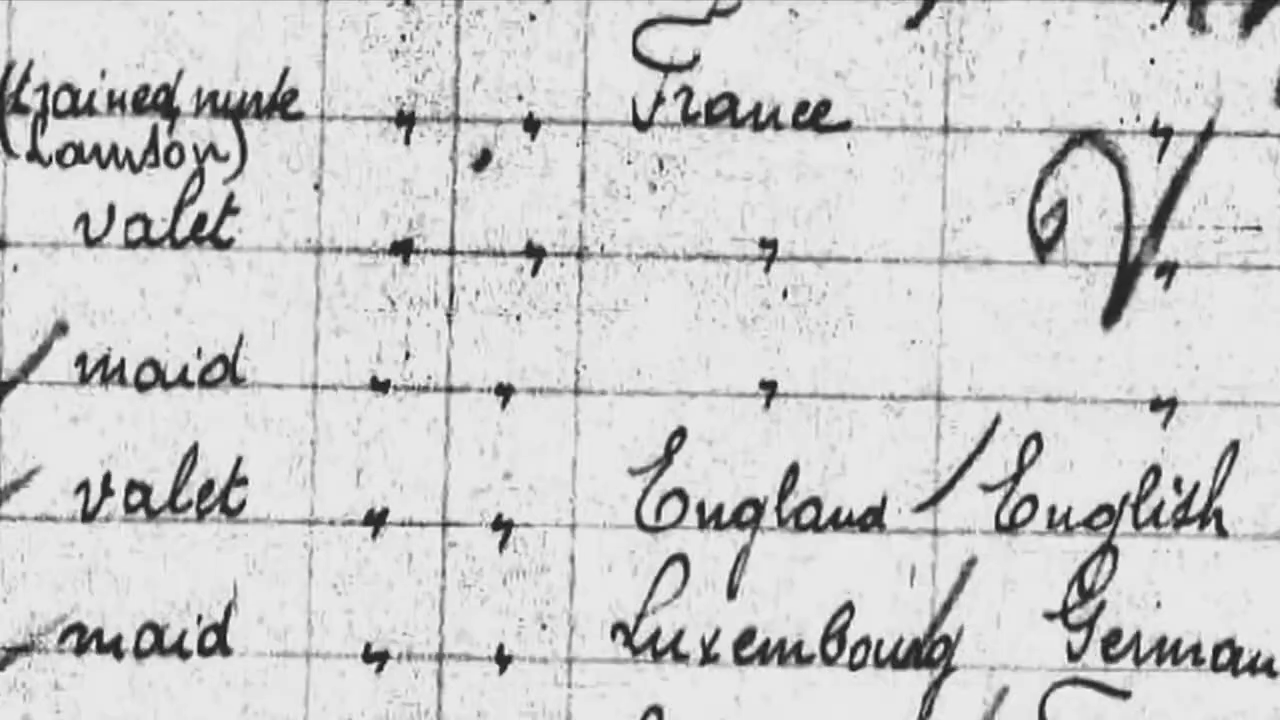 (trained nurse 〃 〃 France 〃
(Lawson)
valet 〃 〃 〃 〃
maid 〃 〃 〃 〃
valet 〃 〃 England English
maid 〃 〃 Luxembourg German